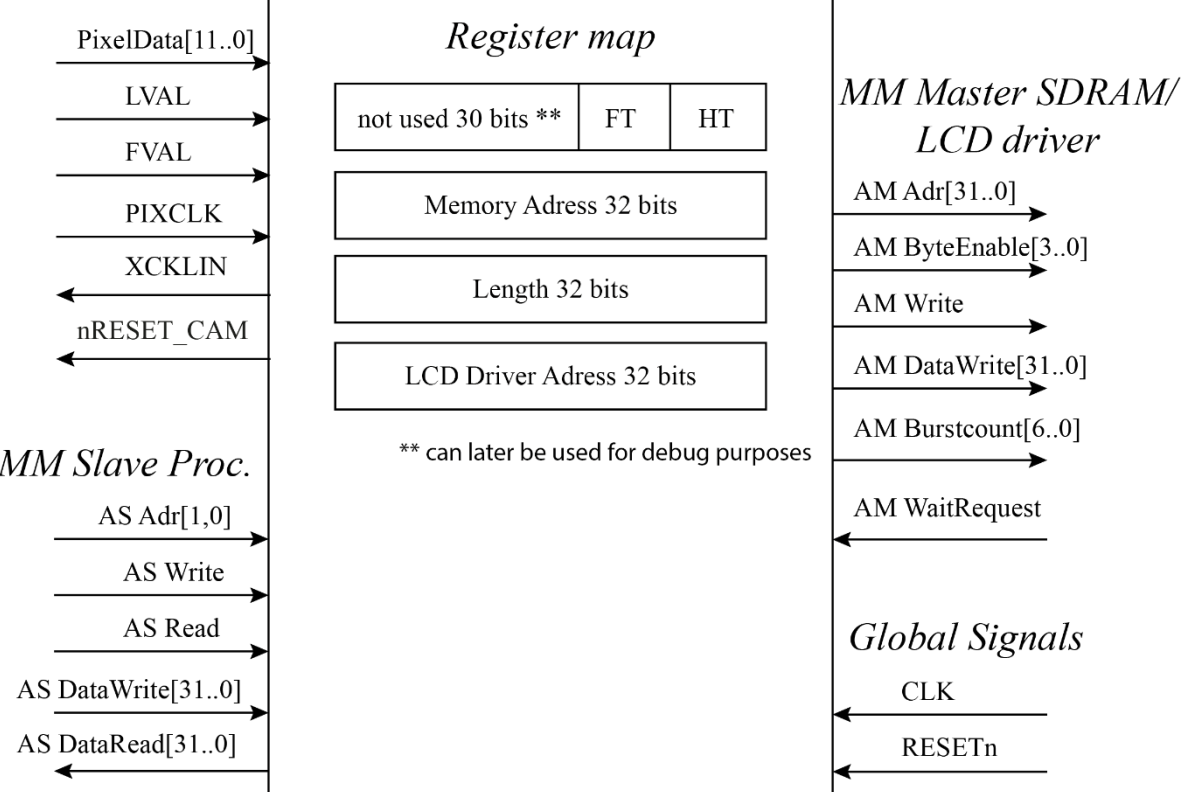 PixelData[11..0]
LVAL
FVAL
PIXCLK
XCKLIN
nRESET_CAM
MM Slave Proc.
AS Adr[1,0]
AS Write
AS Read
AS DataWrite[31..0]
AS DataRead[31..0]
Register map
not used 30 bits ** FT HT
Memory Adress 32 bits
Length 32 bits
LCD Driver Adress 32 bits
** can later be used for debug purposes
MM Master SDRAM/
LCD driver
AM Adr[31..0]
AM ByteEnable[3..0]
AM Write
AM DataWrite[31..0]
AM Burstcount[6..0]
AM WaitRequest
Global Signals
CLK
RESETn